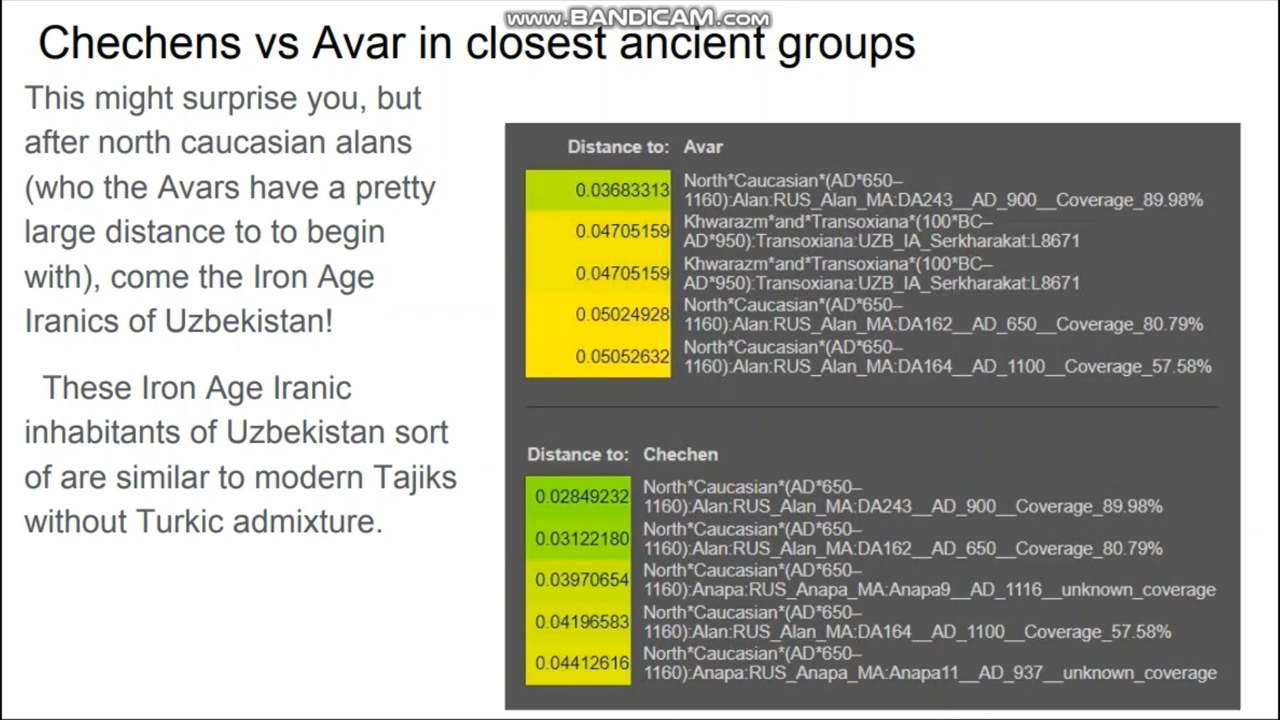 www.BANDICAM.com
Chechens vs Avar in closest ancient groups
This might surprise you, but
after north caucasian alans
(who the Avars have a pretty
large distance to to begin
with), come the Iron Age
Iranics of Uzbekistan!
These Iron Age Iranic
inhabitants of Uzbekistan sort
of are similar to modern Tajiks
without Turkic admixture.
Distance to: Avar
0.03683313 North*Caucasian*(AD*650–
1160):Alan:RUS_Alan_MA:DA243__AD_900__Coverage_89.98%
0.04705159 Khwarazm*and*Transoxiana*(100*BC–
AD*950):Transoxiana:UZB_IA_Serkharakat:L8671
0.04705159 Khwarazm*and*Transoxiana*(100*BC–
AD*950):Transoxiana:UZB_IA_Serkharakat:L8671
0.05024928 North*Caucasian*(AD*650–
1160):Alan:RUS_Alan_MA:DA162__AD_650__Coverage_80.79%
0.05052632 North*Caucasian*(AD*650–
1160):Alan:RUS_Alan_MA:DA164__AD_1100__Coverage_57.58%
Distance to: Chechen
0.02849232 North*Caucasian*(AD*650–
1160):Alan:RUS_Alan_MA:DA243__AD_900__Coverage_89.98%
0.03122180 North*Caucasian*(AD*650–
1160):Alan:RUS_Alan_MA:DA162__AD_650__Coverage_80.79%
0.03970654 North*Caucasian*(AD*650–
1160):Anapa:RUS_Anapa_MA:Anapa9__AD_1116__unknown_coverage
0.04196583 North*Caucasian*(AD*650–
1160):Alan:RUS_Alan_MA:DA164__AD_1100__Coverage_57.58%
0.04412616 North*Caucasian*(AD*650–
1160):Anapa:RUS_Anapa_MA:Anapa11__AD_937__unknown_coverage